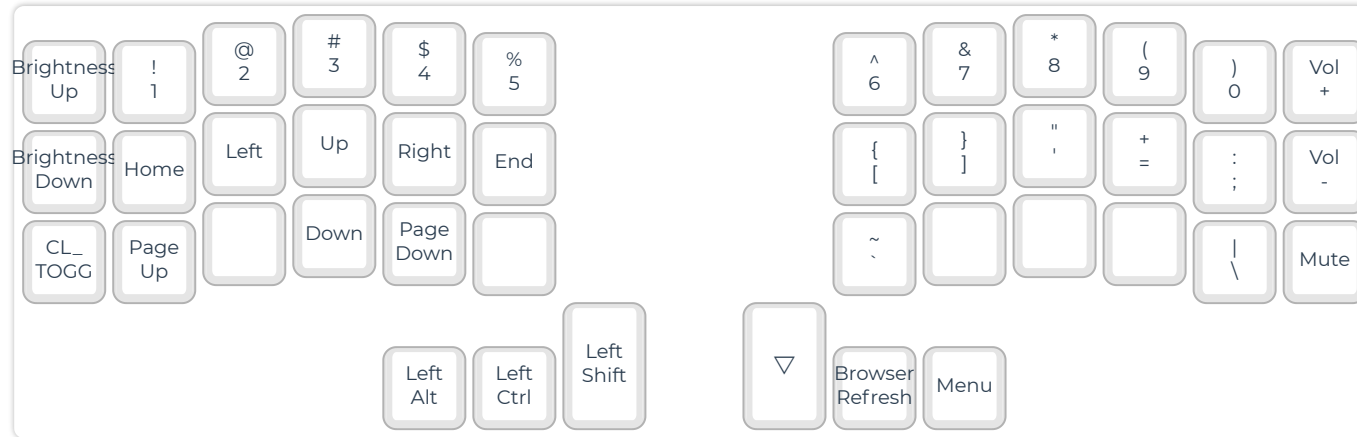 Brightness
Up
!
1
@
2
#
3
$
4
%
5
^
6
&
7
*
8
(
9
)
0
Vol
+
Brightness
Down
Home
Left
Up
Right
End
{
[
}
]
"
'
+
=
:
;
Vol
-
CL_
TOGG
Page
Up
Down
Page
Down
~
`
|
\
Mute
Left
Alt
Left
Ctrl
Left
Shift
▽
Browser
Refresh
Menu